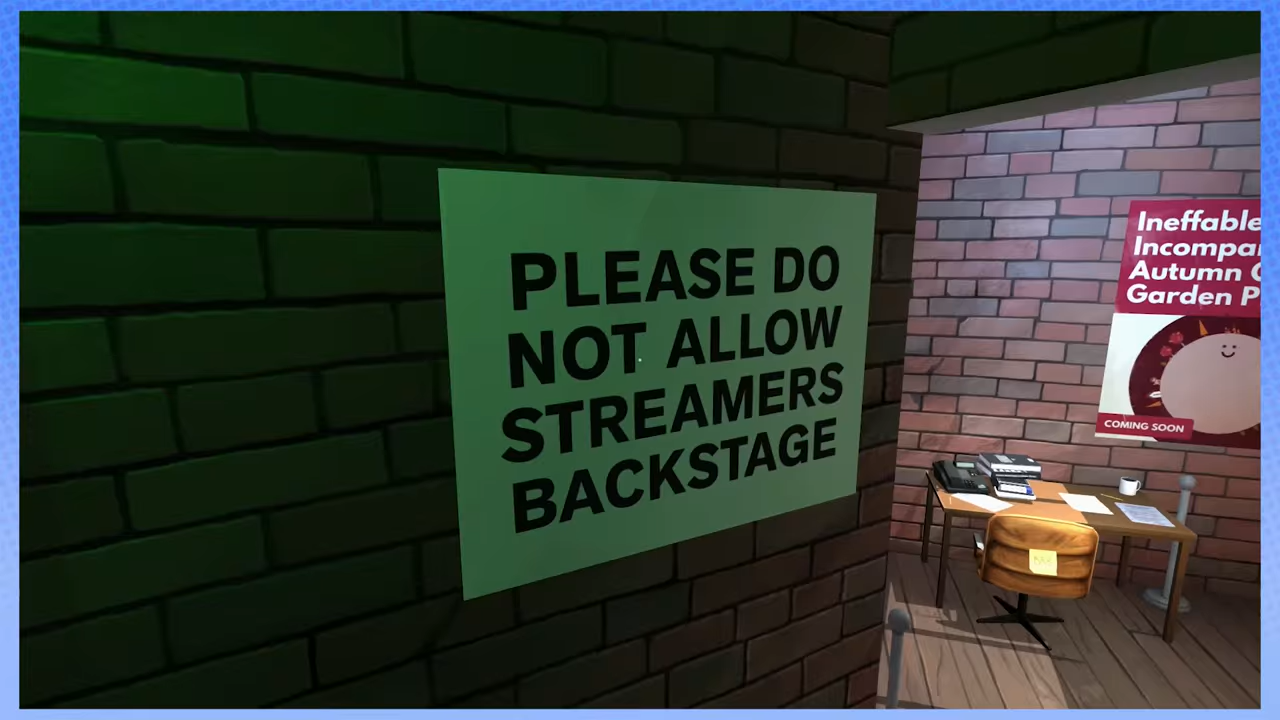 PLEASE DO
NOT ALLOW
STREAMERS
BACKSTAGE
Ineffable
Autumn
Garden
COMING SOON